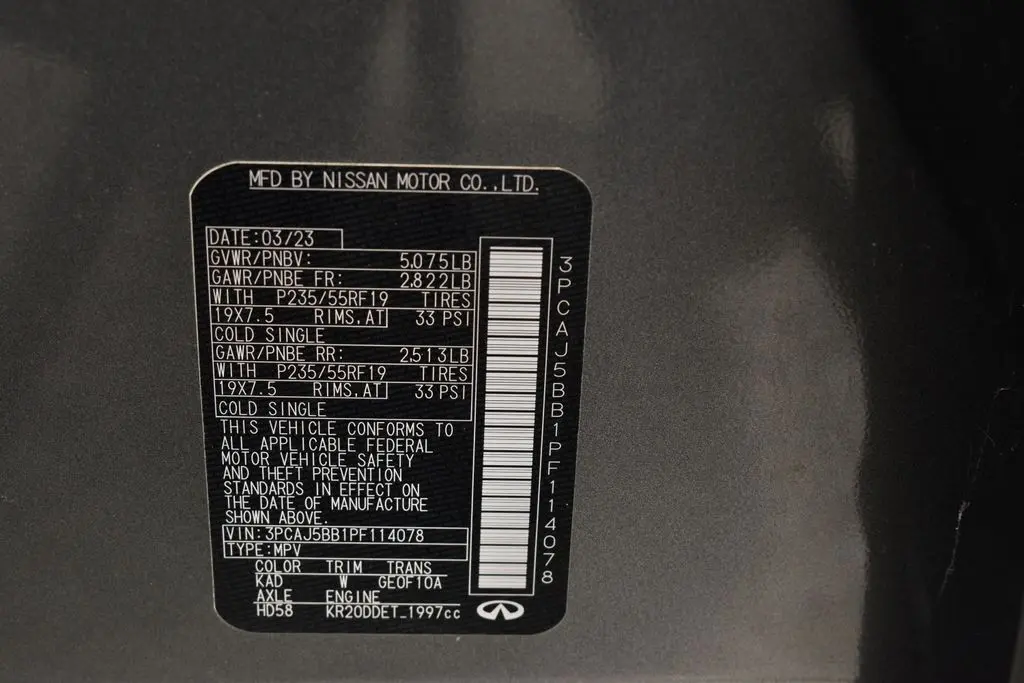 MFD BY NISSAN MOTOR CO.,LTD.
DATE:03/23
GVWR/PNBV: 5,075LB
GAWR/PNBE FR: 2,822LB
WITH P235/55RF19 TIRES
19X7.5 RIMS,AT 33 PSI
COLD SINGLE
GAWR/PNBE RR: 2,513LB
WITH P235/55RF19 TIRES
19X7.5 RIMS,AT 33 PSI
COLD SINGLE
THIS VEHICLE CONFORMS TO
ALL APPLICABLE FEDERAL
MOTOR VEHICLE SAFETY
AND THEFT PREVENTION
STANDARDS IN EFFECT ON
THE DATE OF MANUFACTURE
SHOWN ABOVE.
VIN:3PCAJ5BB1PF114078
TYPE:MPV
COLOR TRIM TRANS
KAD W GE0F10A
AXLE ENGINE
HD58 KR20DDET_1997cc
3PCAJ5BB1PF114078